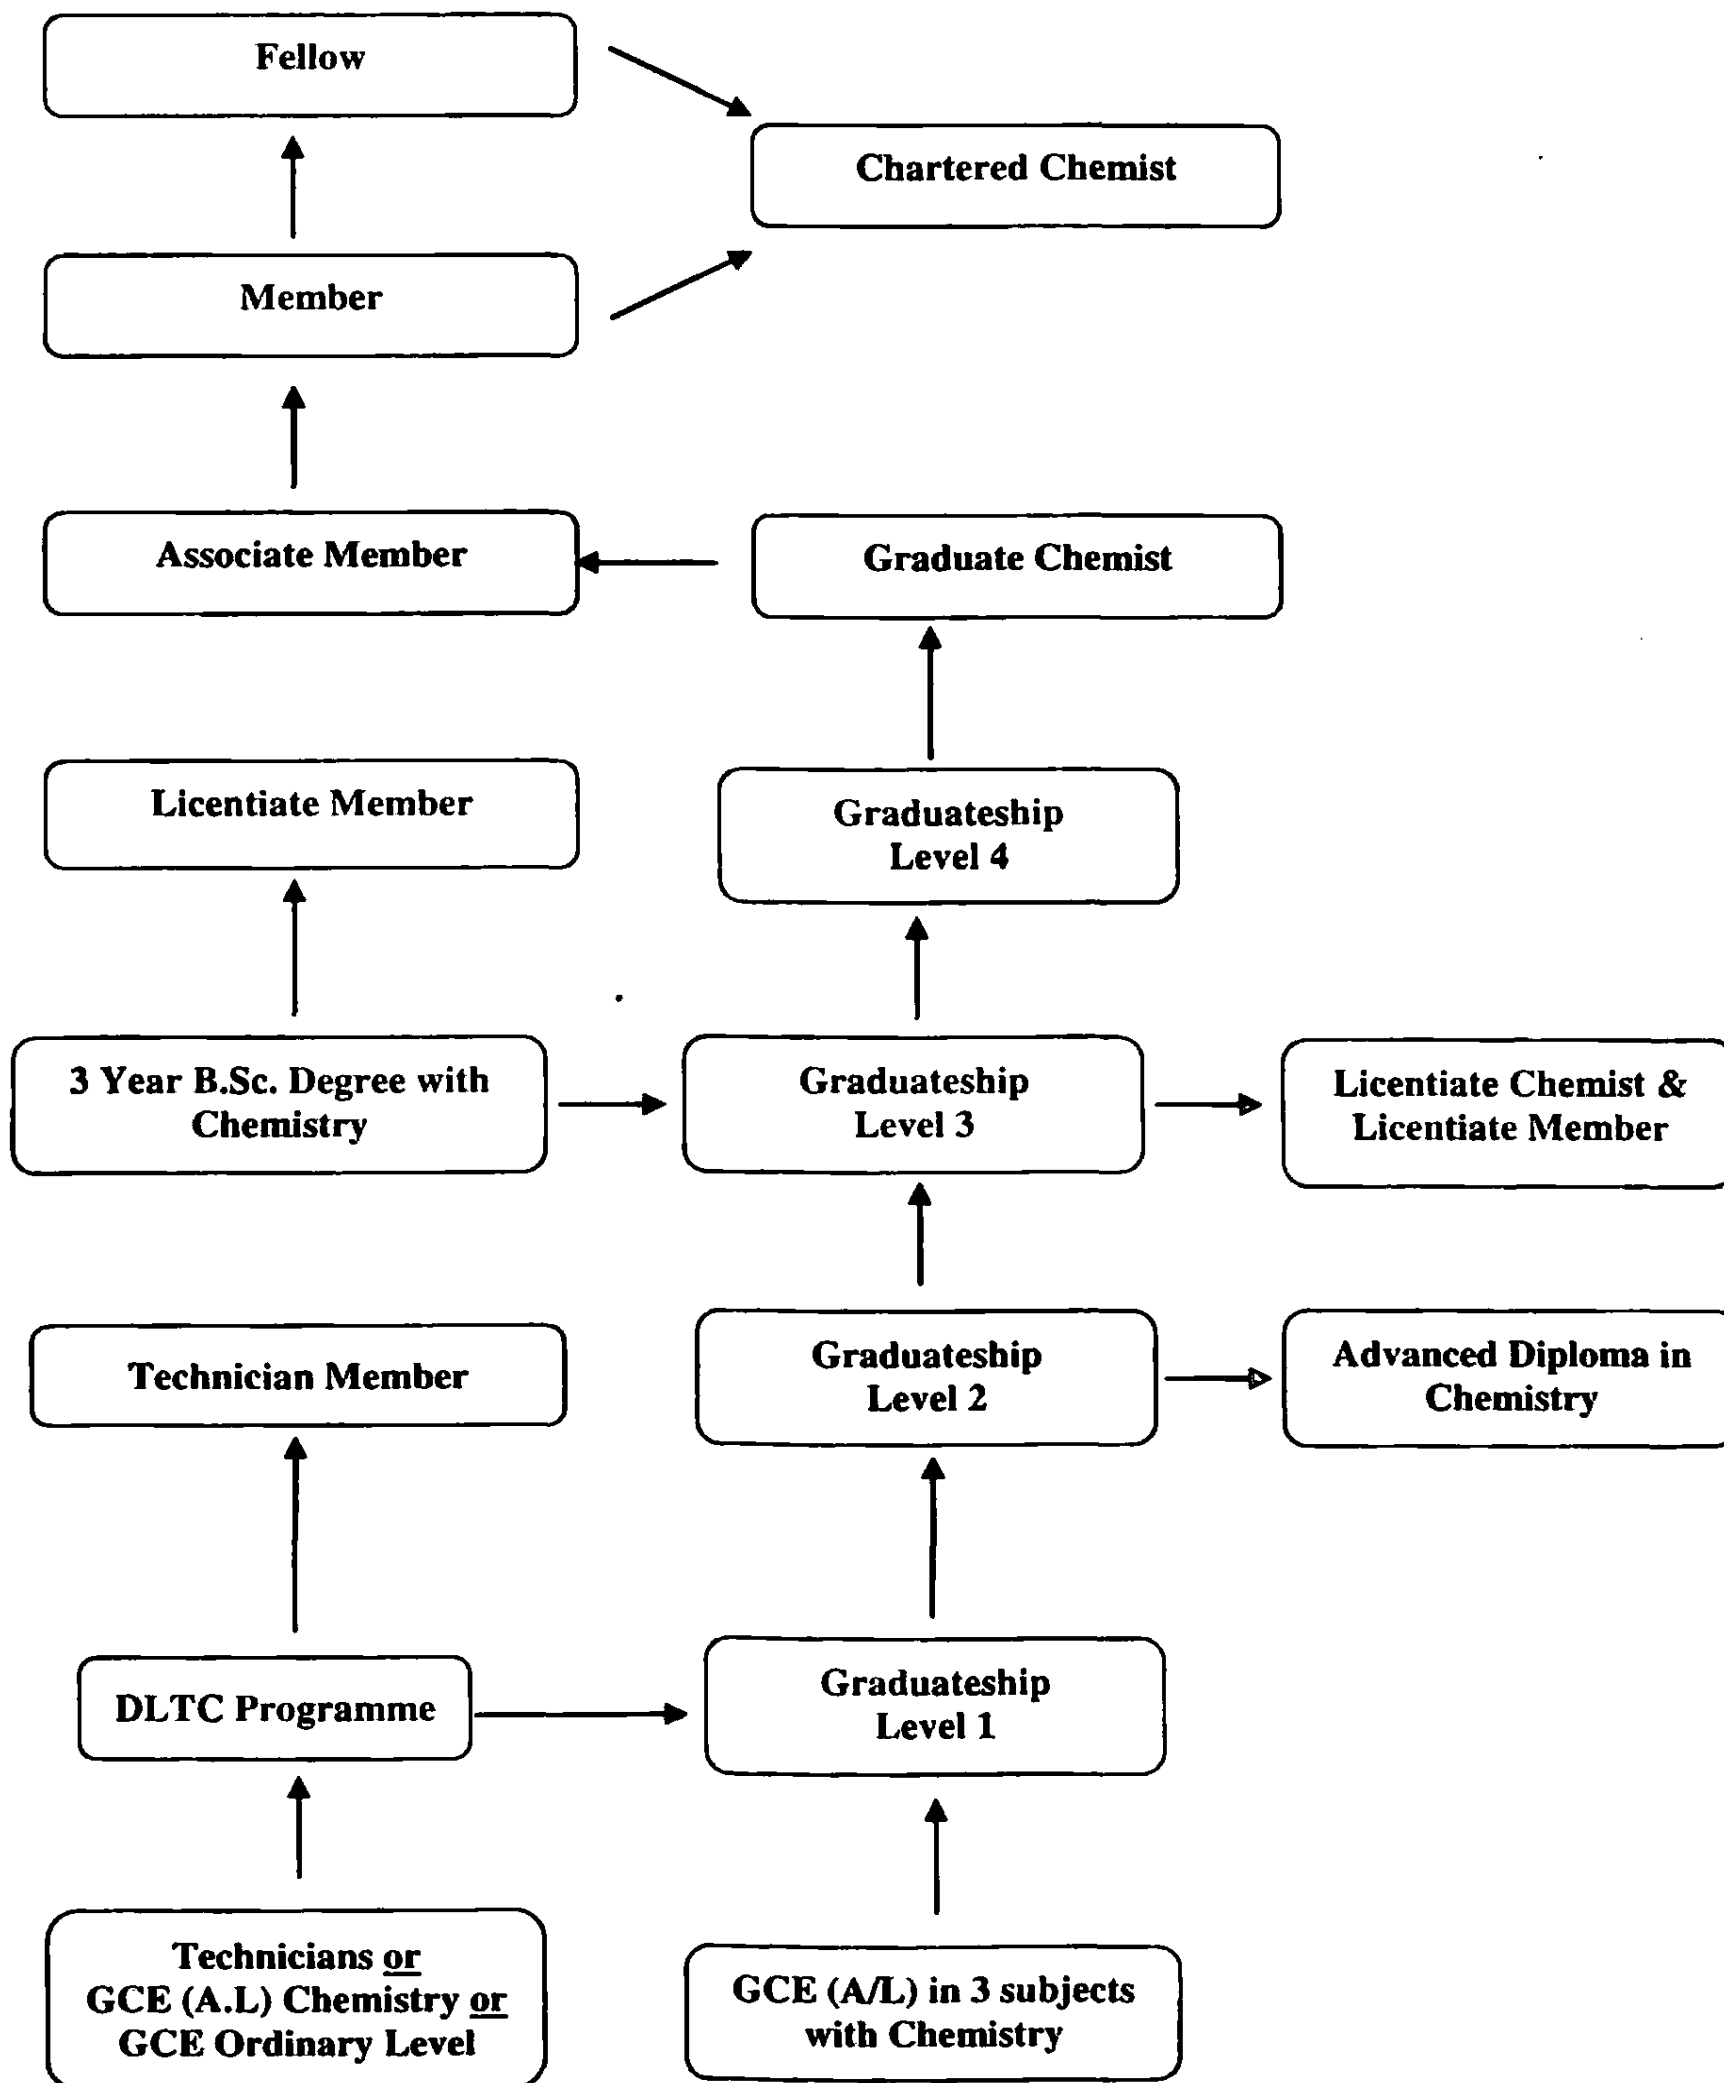 Fellow
Chartered Chemist
Member
Associate Member
Graduate Chemist
Licentiate Member
Graduateship
Level 4
3 Year B.Sc. Degree with
Chemistry
Graduateship
Level 3
Licentiate Chemist &
Licentiate Member
Technician Member
Graduateship
Level 2
Advanced Diploma in
Chemistry
DLTC Programme
Graduateship
Level 1
Technicians or
GCE (A.L) Chemistry or
GCE Ordinary Level
GCE (A/L) in 3 subjects
with Chemistry